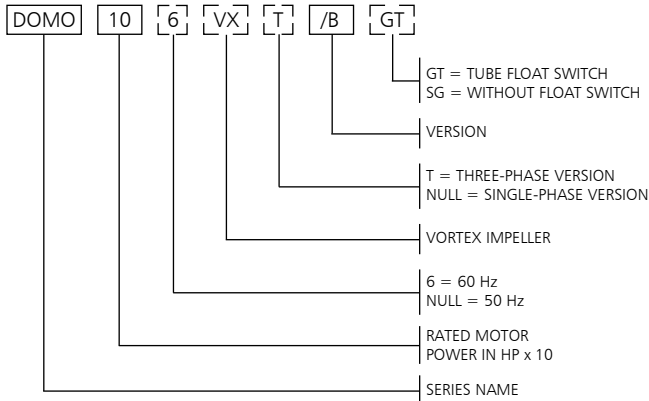 DOMO 10 6 VX T /B GT
GT = TUBE FLOAT SWITCH
SG = WITHOUT FLOAT SWITCH
VERSION
T = THREE-PHASE VERSION
NULL = SINGLE-PHASE VERSION
VORTEX IMPELLER
6 = 60 Hz
NULL = 50 Hz
RATED MOTOR
POWER IN HP x 10
SERIES NAME